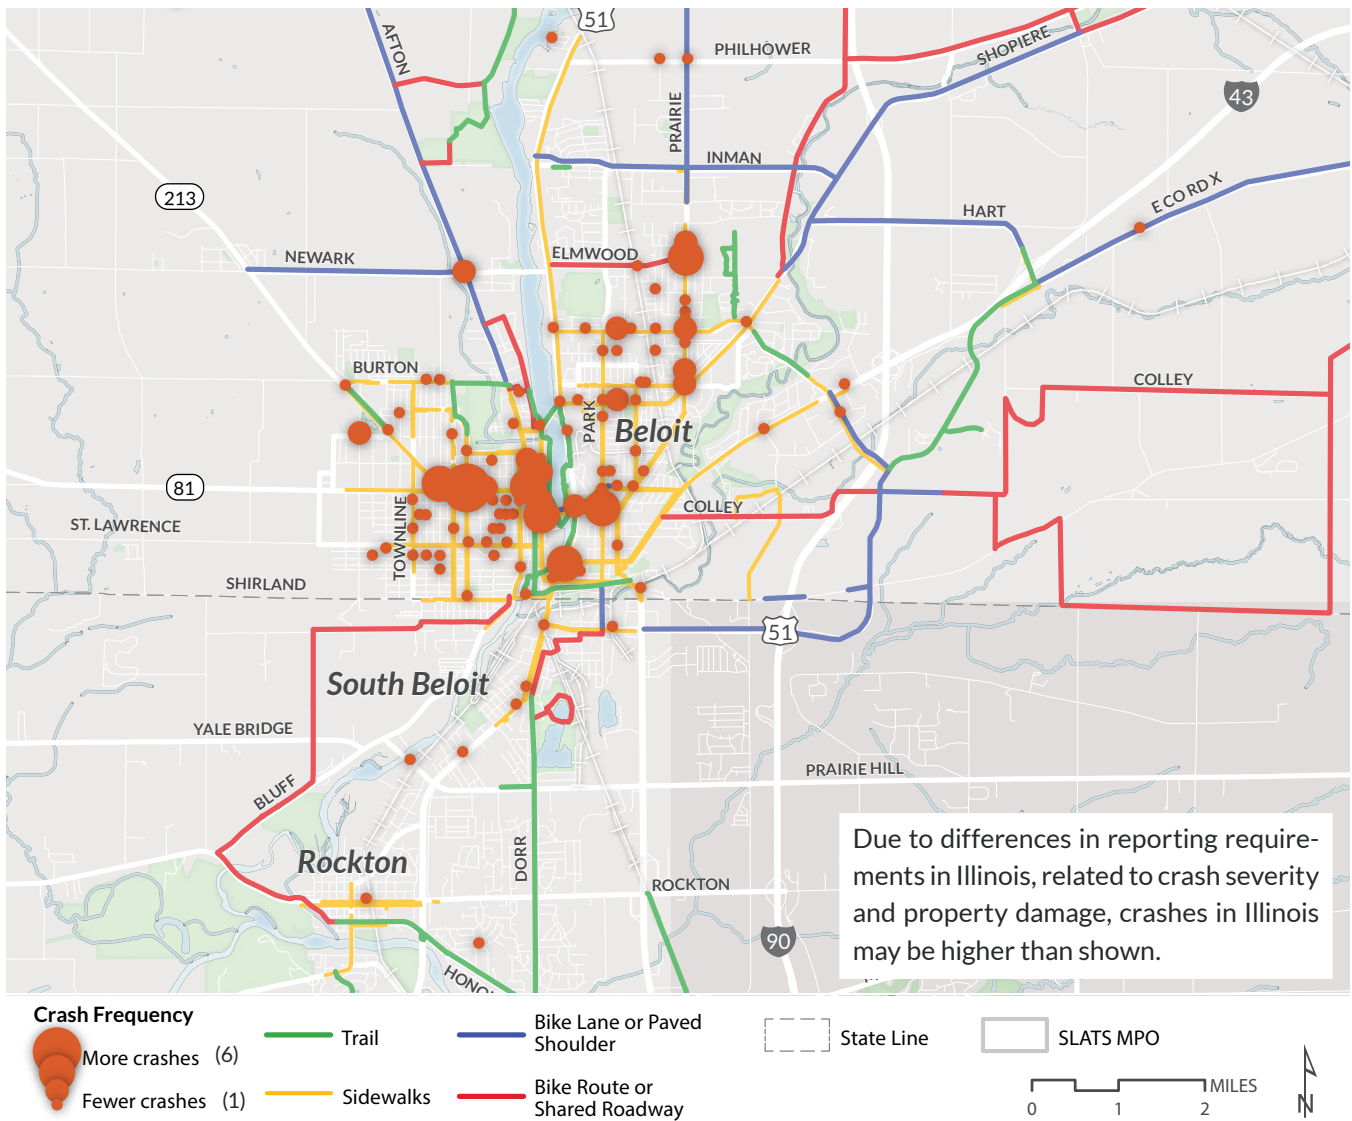 51
AFTON
PHILHOWER
SHOPIERE
43
PRAIRIE
INMAN
E CO RD X
213
HART
NEWARK
ELMWOOD
BURTON
COLLEY
PARK
Beloit
81
COLLEY
ST. LAWRENCE
TOWNLINE
SHIRLAND
51
South Beloit
YALE BRIDGE
PRAIRIE HILL
BLUFF
Rockton
DORR
ROCKTON
90
HONO
Due to differences in reporting require-
ments in Illinois, related to crash severity
and property damage, crashes in Illinois
may be higher than shown.
Crash Frequency
More crashes (6)
Fewer crashes (1)
Trail
Sidewalks
Bike Lane or Paved
Shoulder
Bike Route or
Shared Roadway
State Line
SLATS MPO
MILES
0 1 2
N